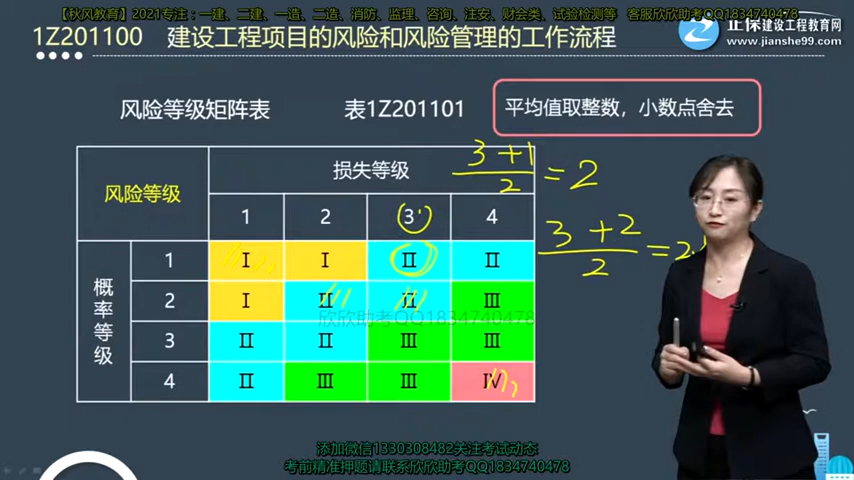 【秋风教育】2021专注：一建、二建、一造、二造、消防、监理、咨询、注安、财会类、试验检测等 客服欣欣助考QQ1834740478
1Z201100 建设工程项目的风险和风险管理的工作流程
正保建设工程教育网
www.jianshe99.com
风险等级矩阵表 表1Z201101
平均值取整数，小数点舍去
风险等级 损失等级
1 2 3 4
概率等级
1 Ⅰ Ⅰ Ⅱ Ⅱ
2 Ⅰ Ⅱ Ⅱ Ⅲ
3 Ⅱ Ⅱ Ⅲ Ⅲ
4 Ⅱ Ⅲ Ⅲ Ⅳ
3+1
2 =2
3+2
2 =2.
欣欣助考QQ1834740478
添加微信1330308482关注考试动态
考前精准押题请联系欣欣助考QQ1834740478